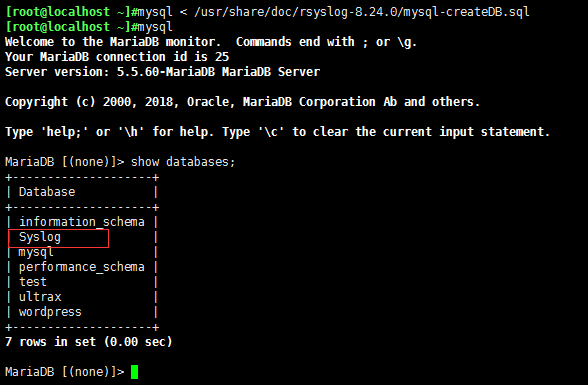 [root@localhost ~]#mysql < /usr/share/doc/rsyslog-8.24.0/mysql-createDB.sql
[root@localhost ~]#mysql
Welcome to the MariaDB monitor.  Commands end with ; or \g.
Your MariaDB connection id is 25
Server version: 5.5.60-MariaDB MariaDB Server
Copyright (c) 2000, 2018, Oracle, MariaDB Corporation Ab and others.
Type 'help;' or '\h' for help. Type '\c' to clear the current input statement.
MariaDB [(none)]> show databases;
+--------------------+
| Database           |
+--------------------+
| information_schema |
| Syslog             |
| mysql              |
| performance_schema |
| test               |
| ultrax             |
| wordpress          |
+--------------------+
7 rows in set (0.00 sec)
MariaDB [(none)]>